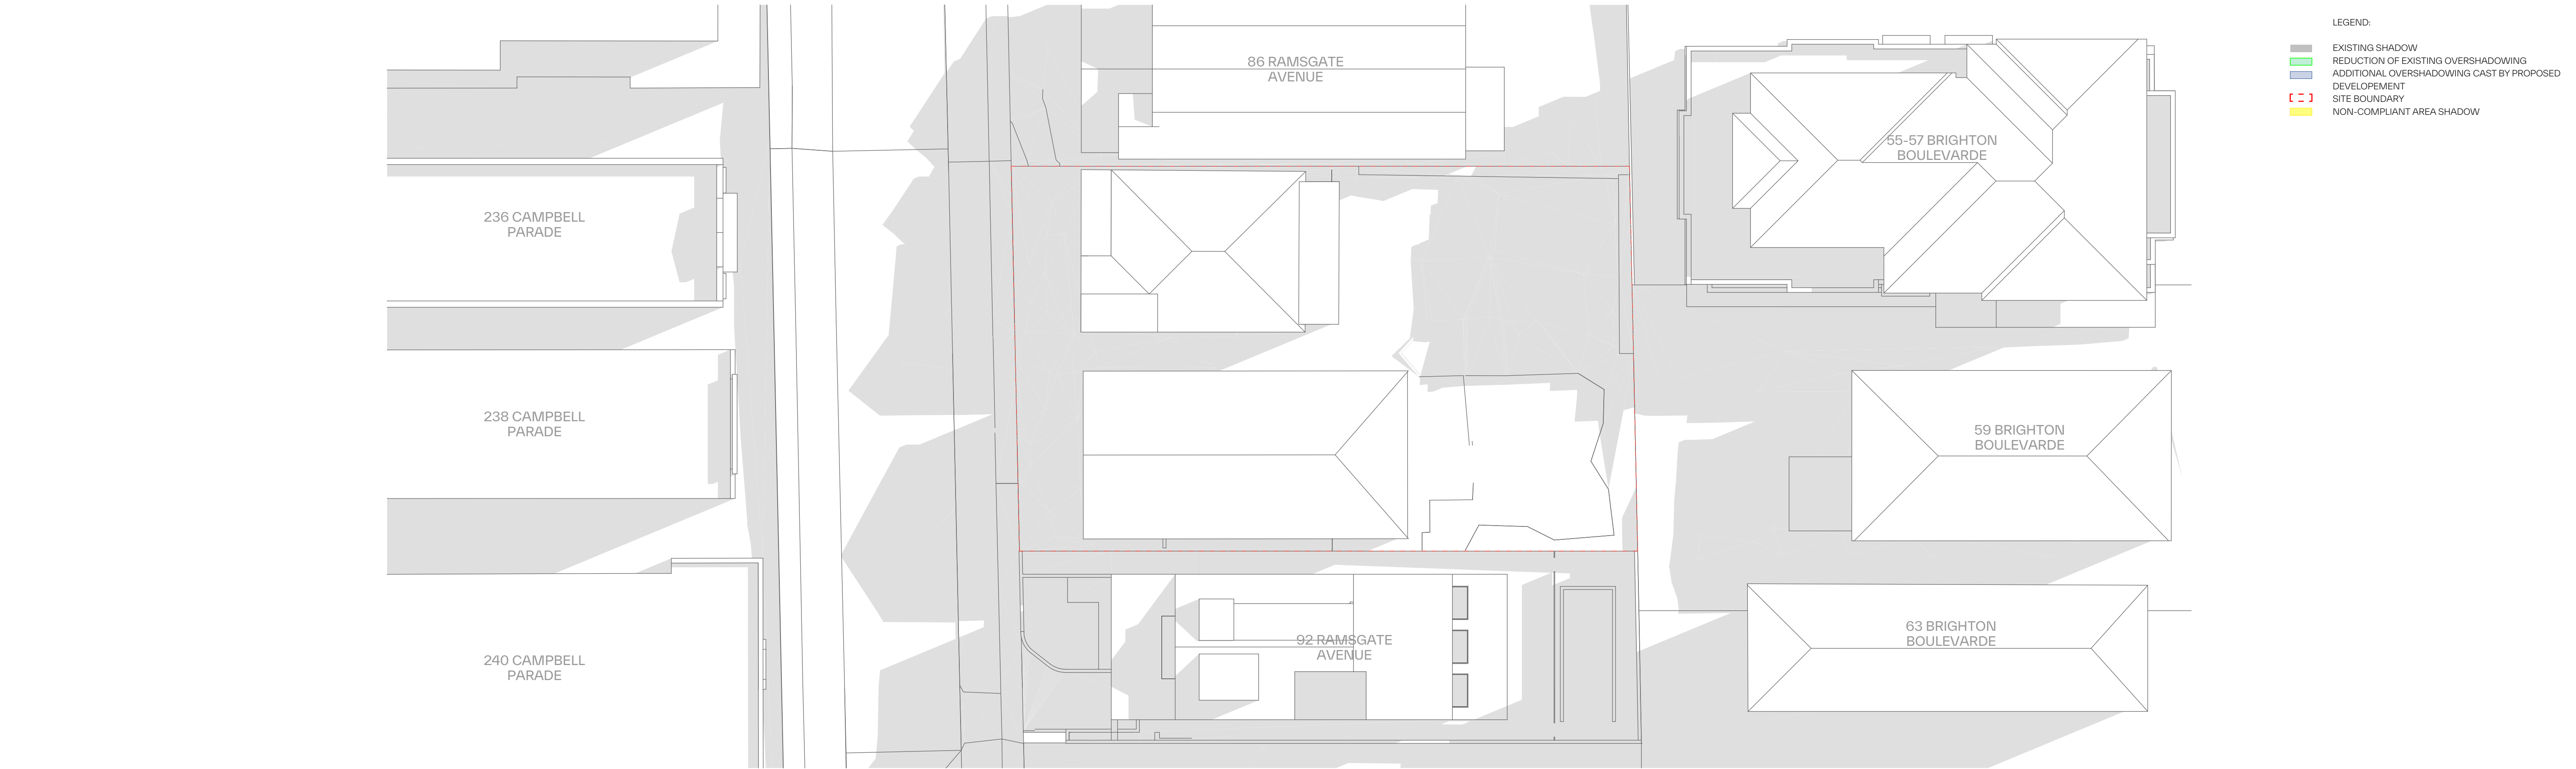 LEGEND:
EXISTING SHADOW
REDUCTION OF EXISTING OVERSHADOWING
ADDITIONAL OVERSHADOWING CAST BY PROPOSED
DEVELOPEMENT
SITE BOUNDARY
NON-COMPLIANT AREA SHADOW
86 RAMSGATE
AVENUE
55-57 BRIGHTON
BOULEVARDE
236 CAMPBELL
PARADE
238 CAMPBELL
PARADE
59 BRIGHTON
BOULEVARDE
92 RAMSGATE
AVENUE
63 BRIGHTON
BOULEVARDE
240 CAMPBELL
PARADE